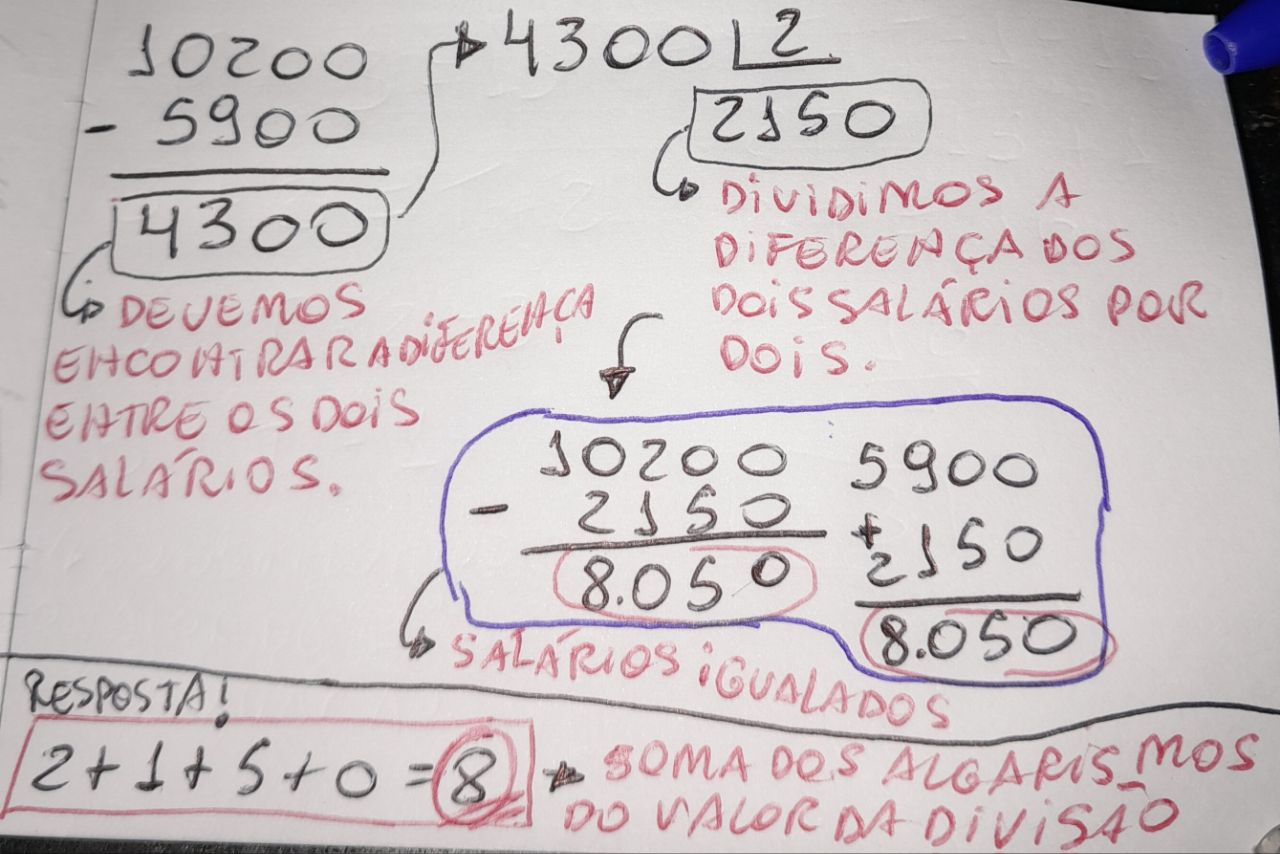 10200
- 5900
4300
DEVEMOS
ENCONTRAR A DIFERENÇA
ENTRE OS DOIS
SALÁRIOS.
4300 2
2150
DIVIDIMOS A
DIFERENÇA DOS
DOIS SALÁRIOS POR
DOIS.
10200
- 2150
8.050
5900
+ 2150
8.050
SALÁRIOS IGUALADOS
RESPOSTA!
2+1+5+0=8
SOMA DOS ALGARISMOS
DO VALOR DA DIVISÃO